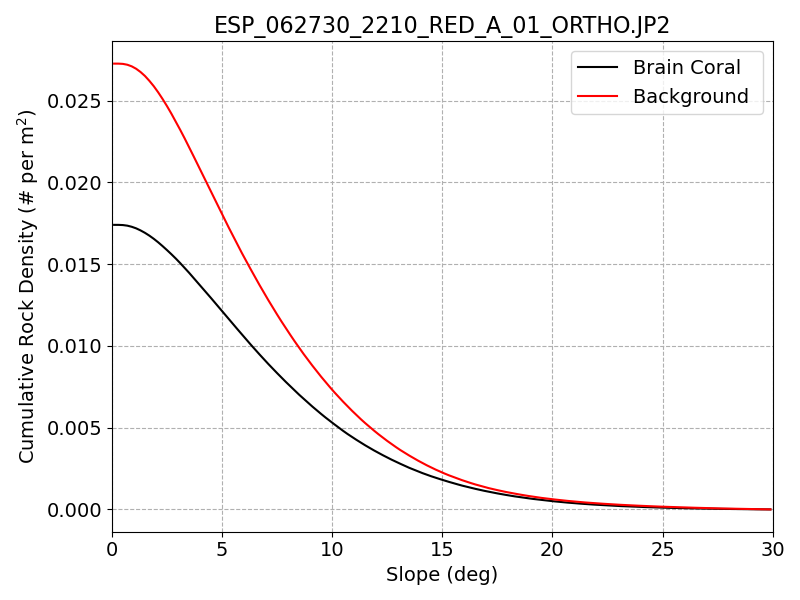 ESP_062730_2210_RED_A_01_ORTHO.JP2
Brain Coral
Background
Cumulative Rock Density (# per m²)
0.025
0.020
0.015
0.010
0.005
0.000
0 5 10 15 20 25 30
Slope (deg)